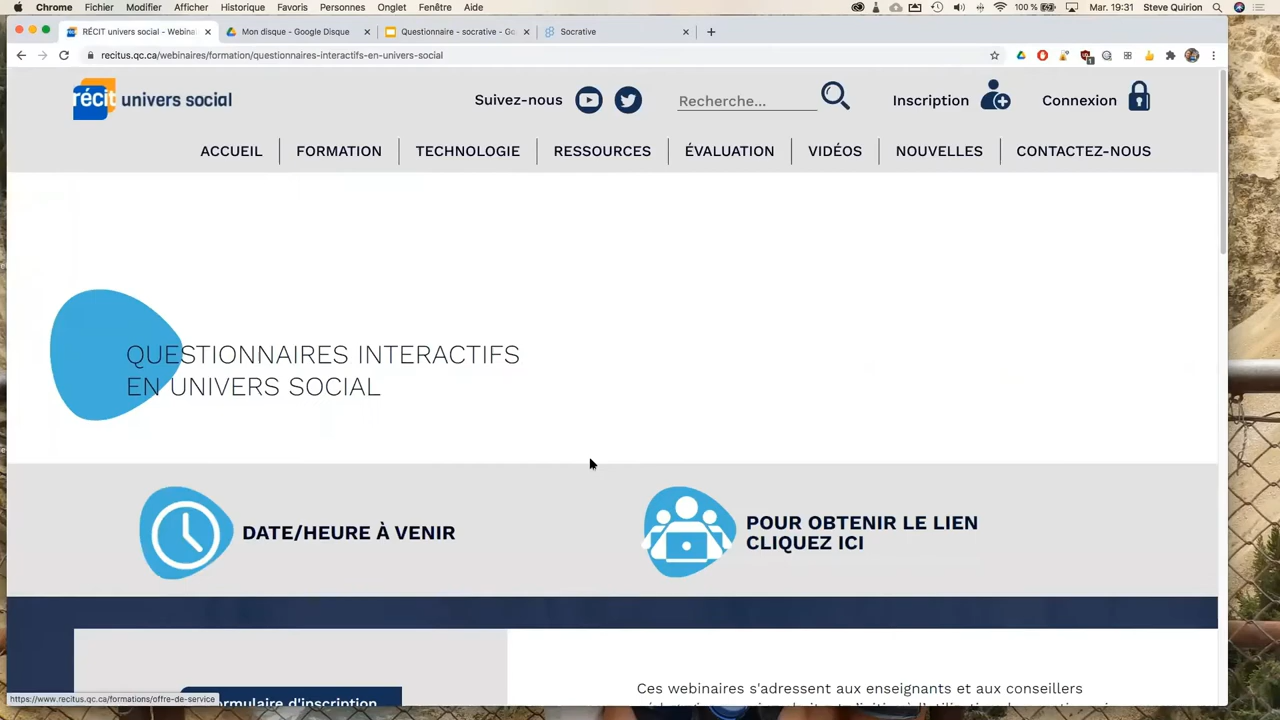 Chrome Fichier Modifier Afficher Historique Favoris Personnes Onglet Fenêtre Aide 100 % Mar. 19:31 Steve Quirion
RÉCIT univers social - Webina Mon disque - Google Disque Questionnaire - socrative - Go Socrative
recitus.qc.ca/webinaires/formation/questionnaires-interactifs-en-univers-social
récit univers social Suivez-nous Recherche... Inscription Connexion
ACCUEIL FORMATION TECHNOLOGIE RESSOURCES ÉVALUATION VIDÉOS NOUVELLES CONTACTEZ-NOUS
QUESTIONNAIRES INTERACTIFS
EN UNIVERS SOCIAL
DATE/HEURE À VENIR
POUR OBTENIR LE LIEN
CLIQUEZ ICI
Ces webinaires s'adressent aux enseignants et aux conseillers
https://www.recitus.qc.ca/formations/offre-de-service
rmulaire d'inscription